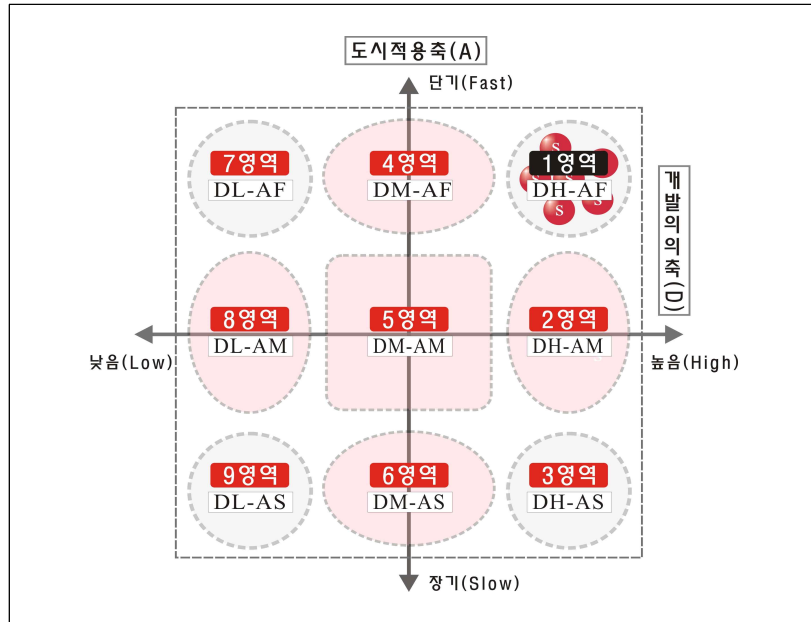 도시적용축(A)
단기(Fast)
7영역
DL-AF
4영역
DM-AF
S
S
S
S
1영역
DH-AF
개발의의축(D)
8영역
DL-AM
5영역
DM-AM
2영역
DH-AM
낮음(Low)
높음(High)
9영역
DL-AS
6영역
DM-AS
3영역
DH-AS
장기(Slow)